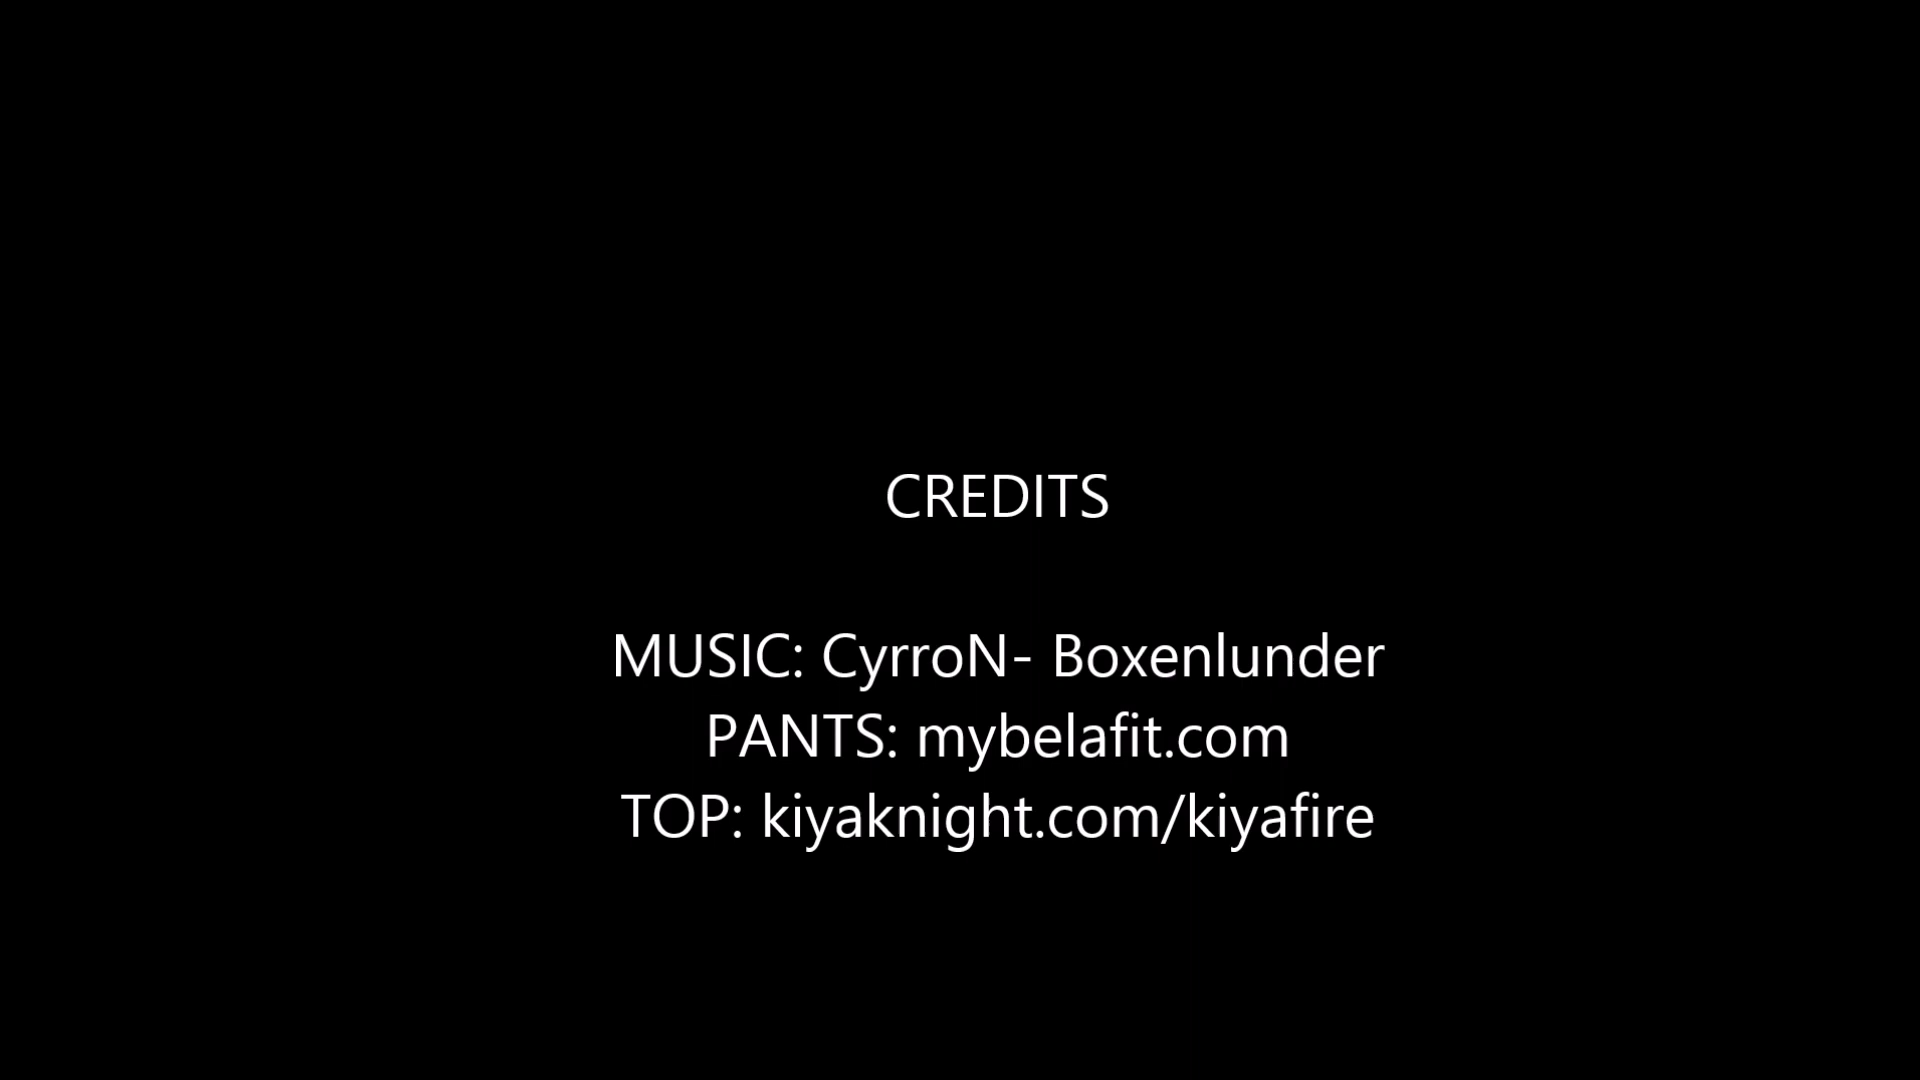 CREDITS
MUSIC: CyrroN- Boxenlunder
PANTS: mybelafit.com
TOP: kiyaknight.com/kiyafire